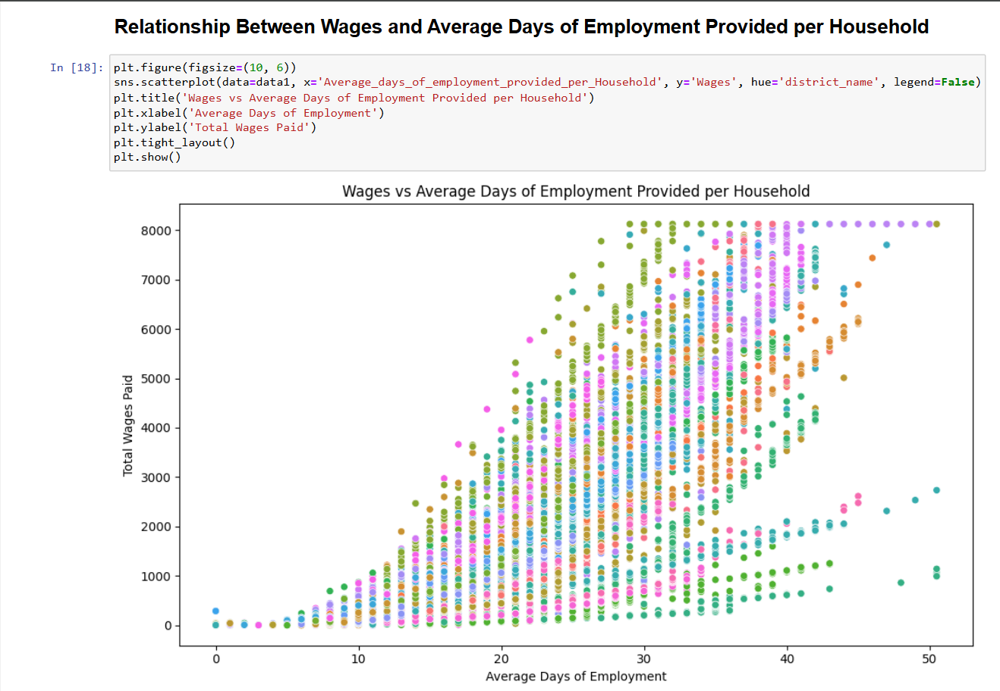 Relationship Between Wages and Average Days of Employment Provided per Household
In [18]:
plt.figure(figsize=(10, 6))
sns.scatterplot(data=data1, x='Average_days_of_employment_provided_per_Household', y='Wages', hue='district_name', legend=False)
plt.title('Wages vs Average Days of Employment Provided per Household')
plt.xlabel('Average Days of Employment')
plt.ylabel('Total Wages Paid')
plt.tight_layout()
plt.show()
Wages vs Average Days of Employment Provided per Household
Total Wages Paid
8000
7000
6000
5000
4000
3000
2000
1000
0
0 10 20 30 40 50
Average Days of Employment